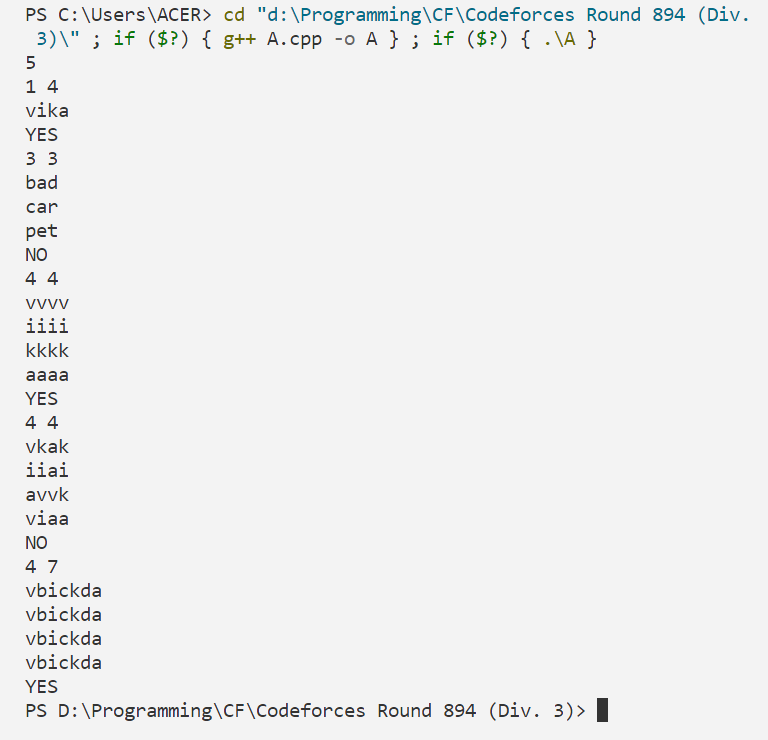 PS C:\Users\ACER> cd "d:\Programming\CF\Codeforces Round 894 (Div.
3)\" ; if ($?) { g++ A.cpp -o A } ; if ($?) { .\A }
5
1 4
vika
YES
3 3
bad
car
pet
NO
4 4
vvvv
iiii
kkkk
aaaa
YES
4 4
vkak
iiai
avvk
viaa
NO
4 7
vbickda
vbickda
vbickda
vbickda
YES
PS D:\Programming\CF\Codeforces Round 894 (Div. 3)>